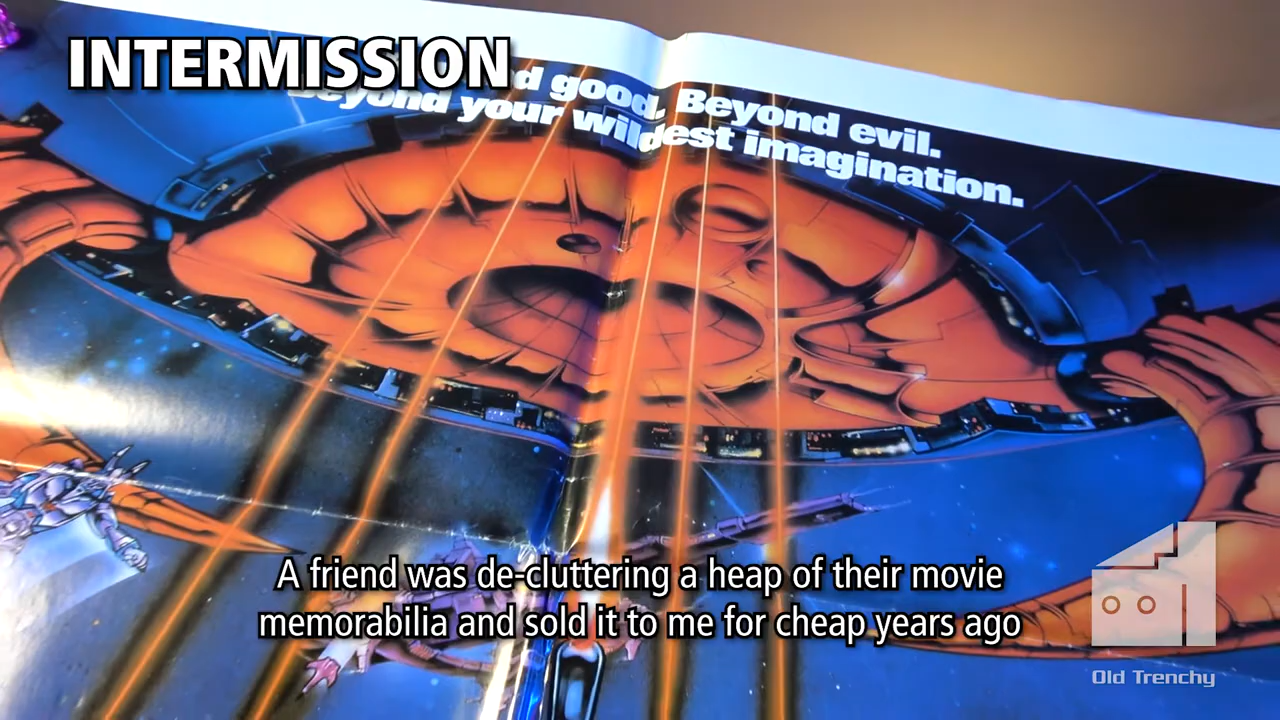 INTERMISSION
d good. Beyond evil.
Beyond your wildest imagination.
A friend was de-cluttering a heap of their movie
memorabilia and sold it to me for cheap years ago
Old Trenchy